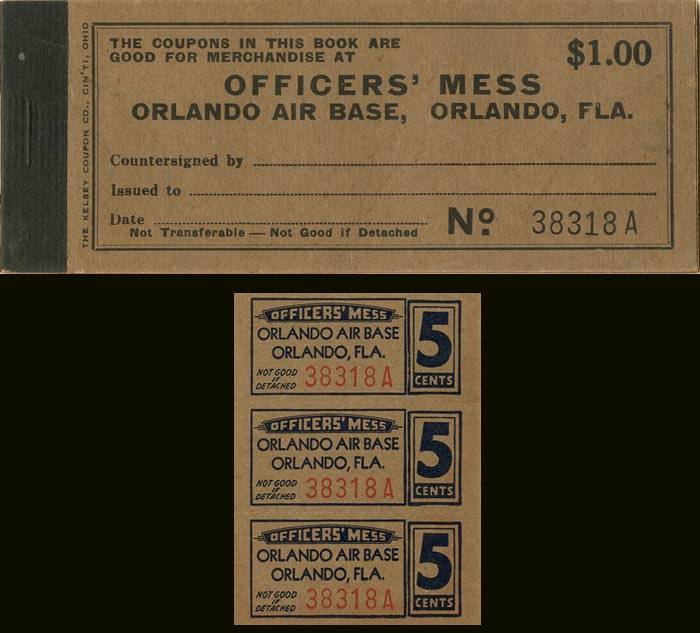 THE KELSEY COUPON CO., CIN'TI, OHIO
THE COUPONS IN THIS BOOK ARE
GOOD FOR MERCHANDISE AT
$1.00
OFFICERS' MESS
ORLANDO AIR BASE, ORLANDO, FLA.
Countersigned by
Issued to
Date
Not Transferable — Not Good if Detached
No. 38318A
OFFICERS' MESS
ORLANDO AIR BASE
ORLANDO, FLA.
NOT GOOD
IF
DETACHED
38318A
5
CENTS
OFFICERS' MESS
ORLANDO AIR BASE
ORLANDO, FLA.
NOT GOOD
IF
DETACHED
38318A
5
CENTS
OFFICERS' MESS
ORLANDO AIR BASE
ORLANDO, FLA.
NOT GOOD
IF
DETACHED
38318A
5
CENTS